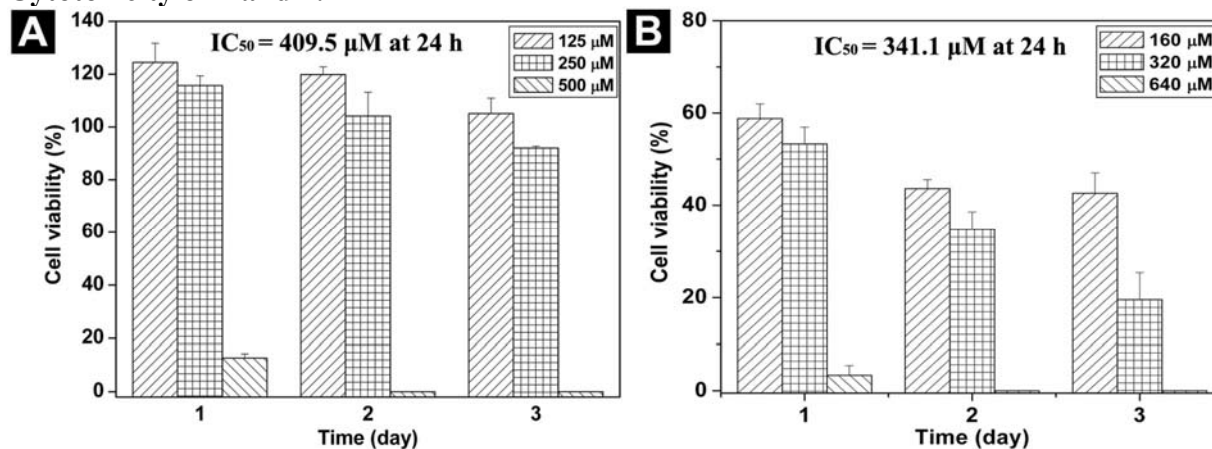 A
IC50 = 409.5 μM at 24 h
125 μM
250 μM
500 μM
Cell viability (%)
140
120
100
80
60
40
20
0
1 2 3
Time (day)
B
IC50 = 341.1 μM at 24 h
160 μM
320 μM
640 μM
Cell viability (%)
80
60
40
20
0
1 2 3
Time (day)